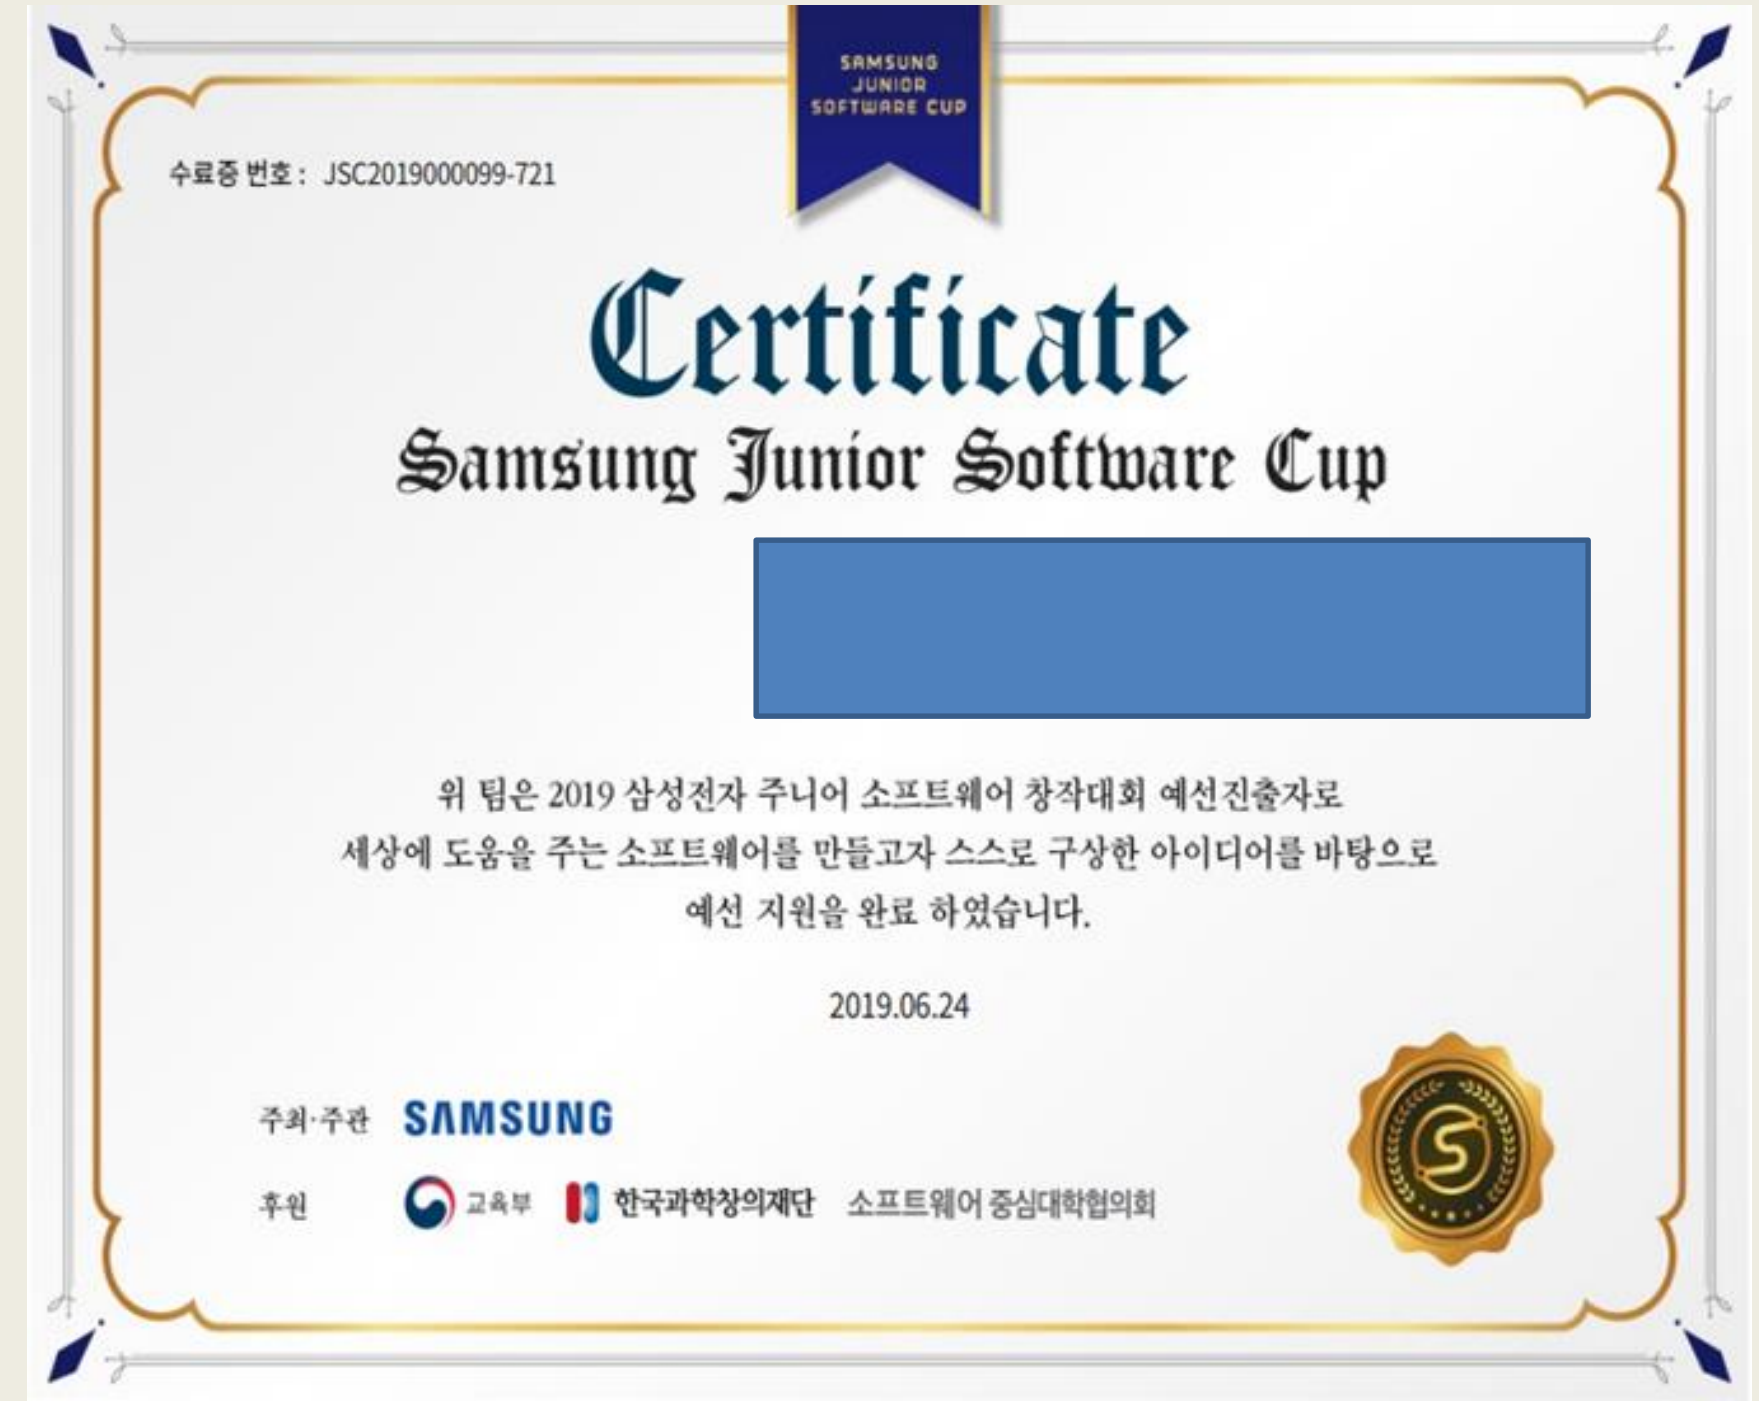 SAMSUNG
JUNIOR
SOFTWARE CUP
수료증 번호 : JSC2019000099-721
Certificate
Samsung Junior Software Cup
위 팀은 2019 삼성전자 주니어 소프트웨어 창작대회 예선진출자로
세상에 도움을 주는 소프트웨어를 만들고자 스스로 구상한 아이디어를 바탕으로
예선 지원을 완료 하였습니다.
2019.06.24
주최·주관 SAMSUNG
후원 교육부 한국과학창의재단 소프트웨어 중심대학협의회
S